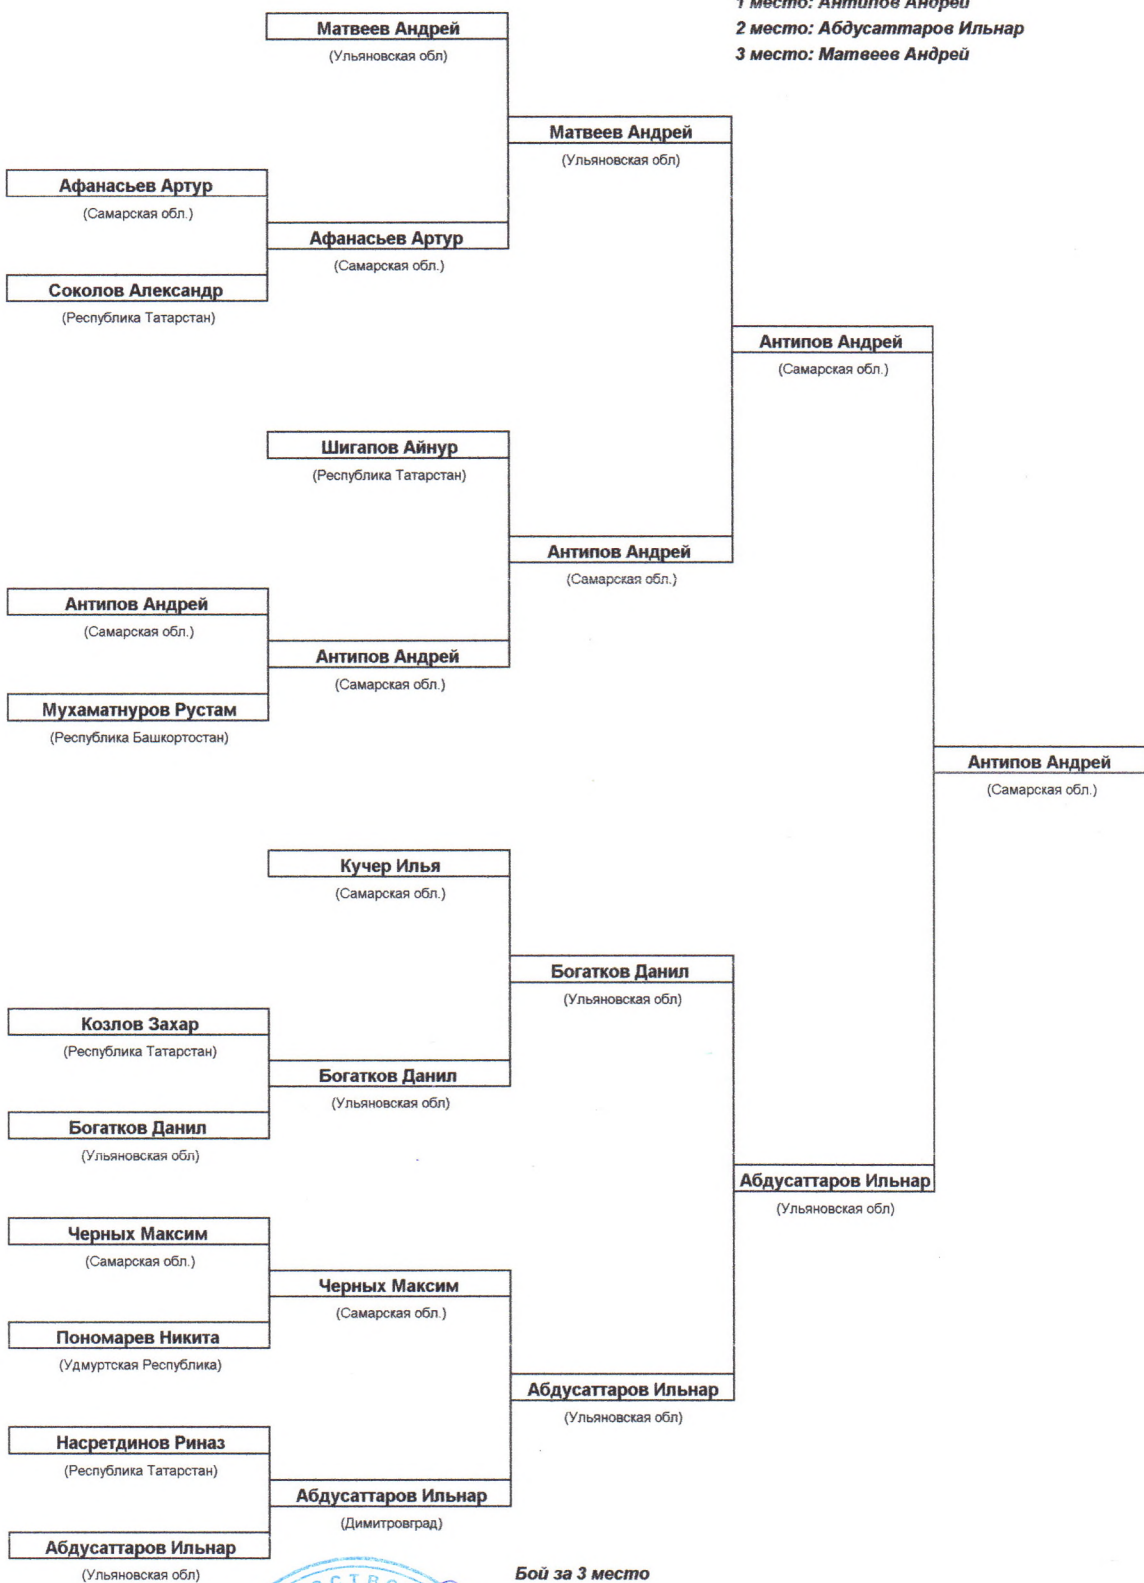 1 место: Антипов Андрей
2 место: Абдусаттаров Ильнар
3 место: Матвеев Андрей
Матвеев Андрей
(Ульяновская обл)
Матвеев Андрей
(Ульяновская обл)
Афанасьев Артур
(Самарская обл.)
Афанасьев Артур
(Самарская обл.)
Соколов Александр
(Республика Татарстан)
Антипов Андрей
(Самарская обл.)
Шигапов Айнур
(Республика Татарстан)
Антипов Андрей
(Самарская обл.)
Антипов Андрей
(Самарская обл.)
Антипов Андрей
(Самарская обл.)
Мухаматнуров Рустам
(Республика Башкортостан)
Антипов Андрей
(Самарская обл.)
Кучер Илья
(Самарская обл.)
Богатков Данил
(Ульяновская обл)
Козлов Захар
(Республика Татарстан)
Богатков Данил
(Ульяновская обл)
Богатков Данил
(Ульяновская обл)
Абдусаттаров Ильнар
(Ульяновская обл)
Черных Максим
(Самарская обл.)
Черных Максим
(Самарская обл.)
Пономарев Никита
(Удмуртская Республика)
Абдусаттаров Ильнар
(Ульяновская обл)
Насретдинов Риназ
(Республика Татарстан)
Абдусаттаров Ильнар
(Димитровград)
Абдусаттаров Ильнар
(Ульяновская обл)
Бой за 3 место